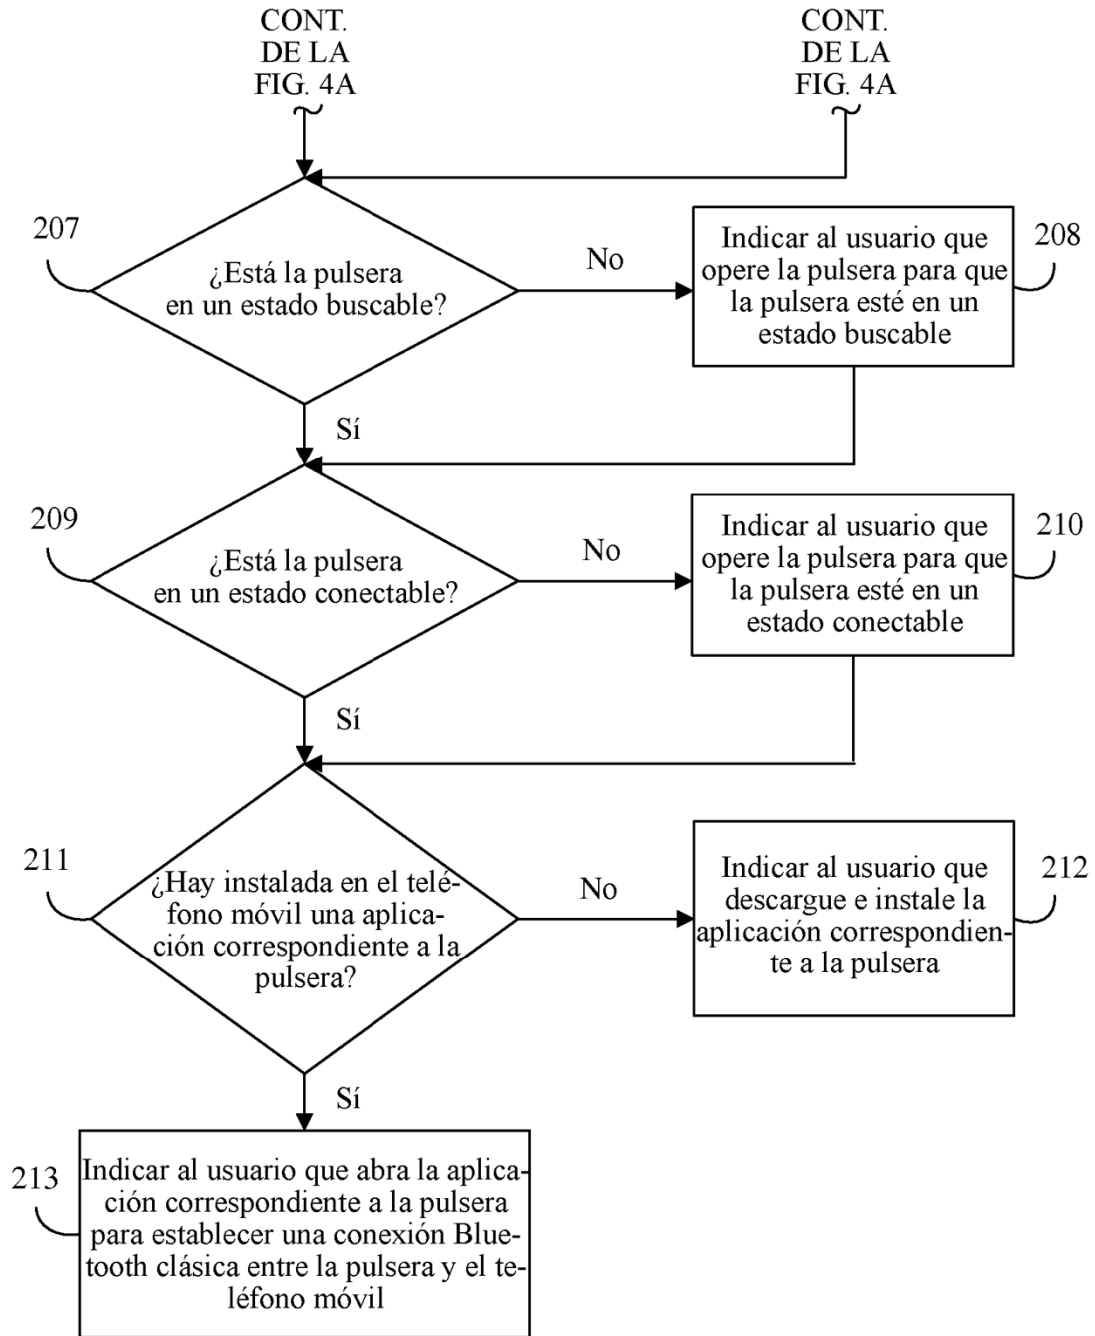 CONT.
DE LA
FIG. 4A
CONT.
DE LA
FIG. 4A
207
¿Está la pulsera
en un estado buscable?
No
Indicar al usuario que
opere la pulsera para que
la pulsera esté en un
estado buscable
208
Sí
209
¿Está la pulsera
en un estado conectable?
No
Indicar al usuario que
opere la pulsera para que
la pulsera esté en un
estado conectable
210
Sí
211
¿Hay instalada en el telé-
fono móvil una aplica-
ción correspondiente a la
pulsera?
No
Indicar al usuario que
descargue e instale la
aplicación correspondien-
te a la pulsera
212
Sí
213
Indicar al usuario que abra la aplica-
ción correspondiente a la pulsera
para establecer una conexión Blue-
tooth clásica entre la pulsera y el te-
léfono móvil